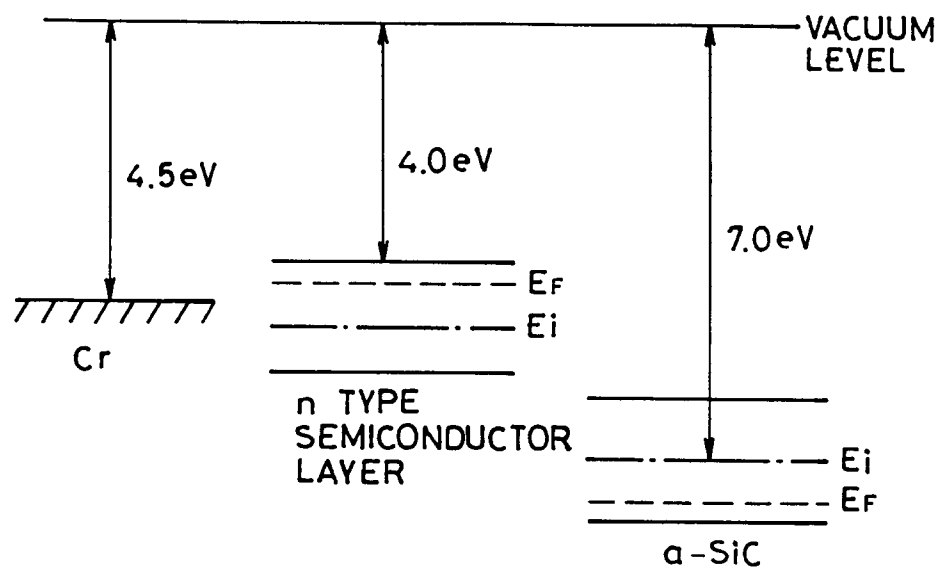 VACUUM
LEVEL
4.5eV
4.0eV
7.0eV
EF
Ei
Cr
n TYPE
SEMICONDUCTOR
LAYER
Ei
EF
a-SiC